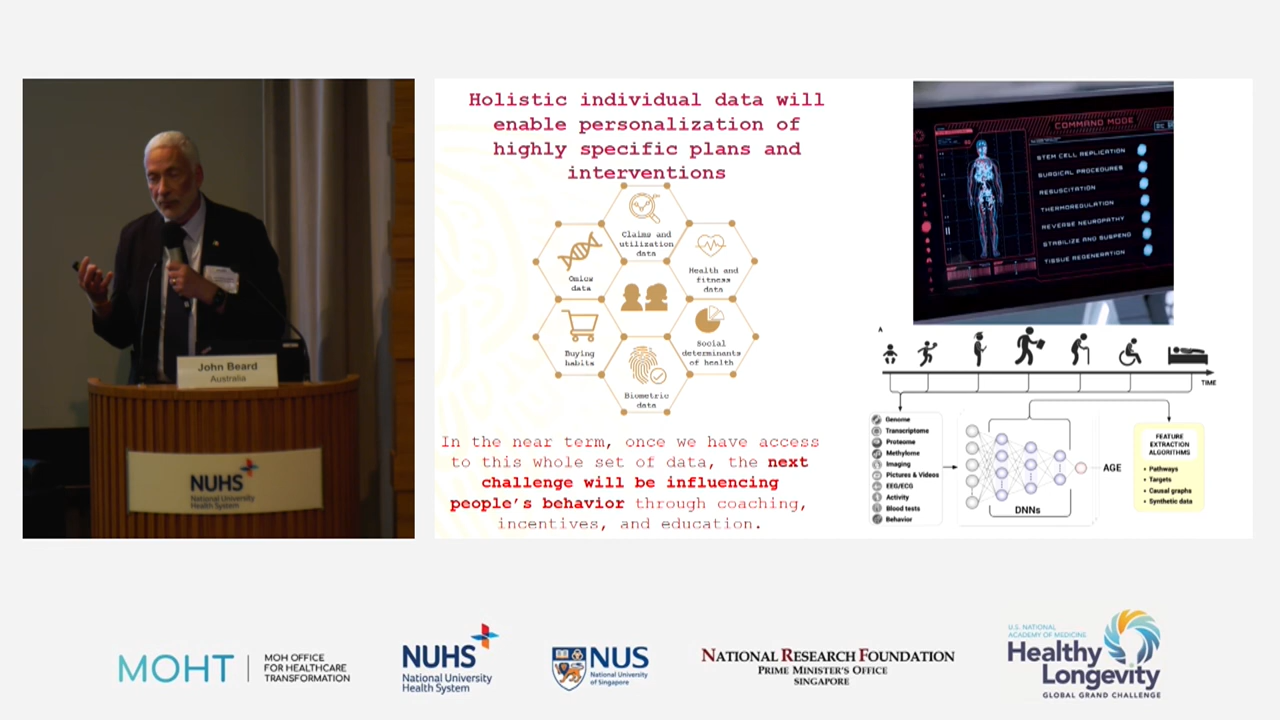 John Beard
Australia
NUHS
National University
Health System
Holistic individual data will
enable personalization of
highly specific plans and
interventions
Claims and
utilization
data
Omics
data
Health and
fitness
data
Buying
habits
Social
determinants
of health
Biometric
data
In the near term, once we have access
to this whole set of data, the next
challenge will be influencing
people's behavior through coaching,
incentives, and education.
COMMAND MODE
STEM CELL REPLICATION
SURGICAL PROCEDURES
RESUSCITATION
THERMOREGULATION
REVERSE NEUROPATHY
STABILIZE AND SUSPEND
TISSUE REGENERATION
A
TIME
Genome
Transcriptome
Proteome
Methylome
Imaging
Pictures & Videos
EEG/ECG
Activity
Blood tests
Behavior
DNNs
AGE
FEATURE
EXTRACTION
ALGORITHMS
• Pathways
• Targets
• Causal graphs
• Synthetic data
MOHT
MOH OFFICE
FOR HEALTHCARE
TRANSFORMATION
NUHS
National University
Health System
NUS
National University
of Singapore
NATIONAL RESEARCH FOUNDATION
PRIME MINISTER'S OFFICE
SINGAPORE
U.S. NATIONAL
ACADEMY OF MEDICINE
Healthy
Longevity
GLOBAL GRAND CHALLENGE